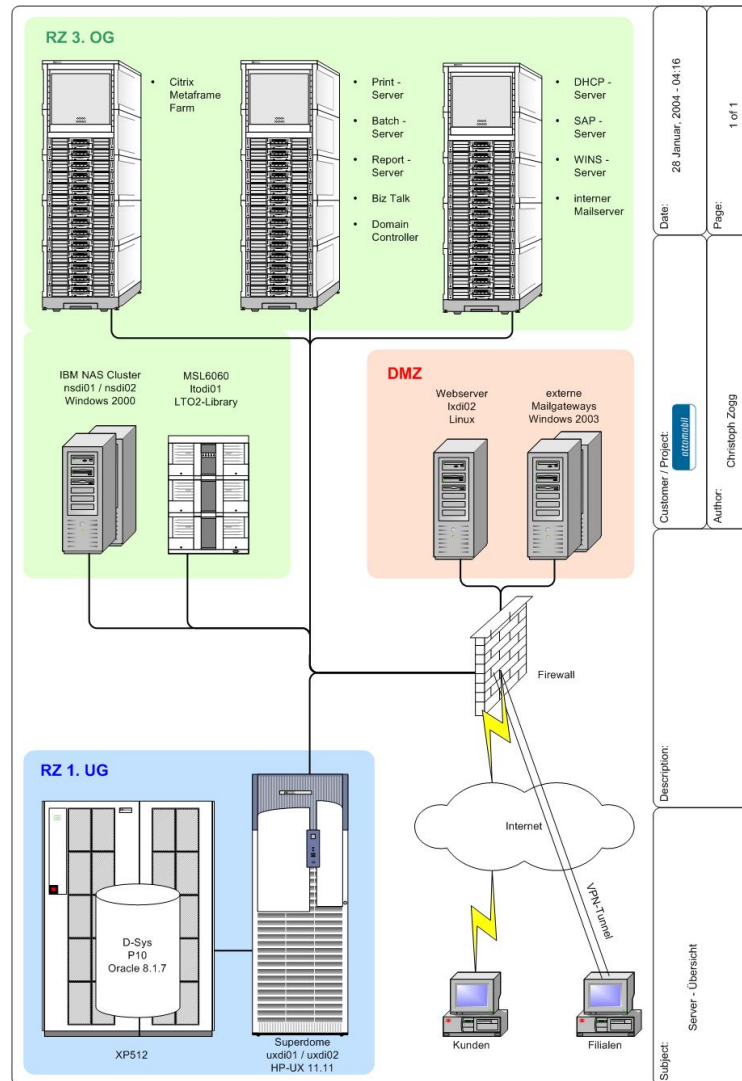 RZ 3. OG
• Citrix
Metaframe
Farm
• Print -
Server
• Batch -
Server
• Report -
Server
• Biz Talk
• Domain
Controller
• DHCP -
Server
• SAP -
Server
• WINS -
Server
• interner
Mailserver
IBM NAS Cluster
nsdi01 / nsdi02
Windows 2000
MSL6060
ltodi01
LTO2-Library
DMZ
Webserver
lxdi02
Linux
externe
Mailgateways
Windows 2003
Firewall
RZ 1. UG
D-Sys
P10
Oracle 8.1.7
XP512
Superdome
uxdi01 / uxdi02
HP-UX 11.11
Internet
VPN-Tunnel
Kunden
Filialen
Date:
28 Januar, 2004 - 04:16
Page:
1 of 1
Customer / Project:
ottomobil
Author:
Christoph Zogg
Description:
Subject:
Server - Übersicht